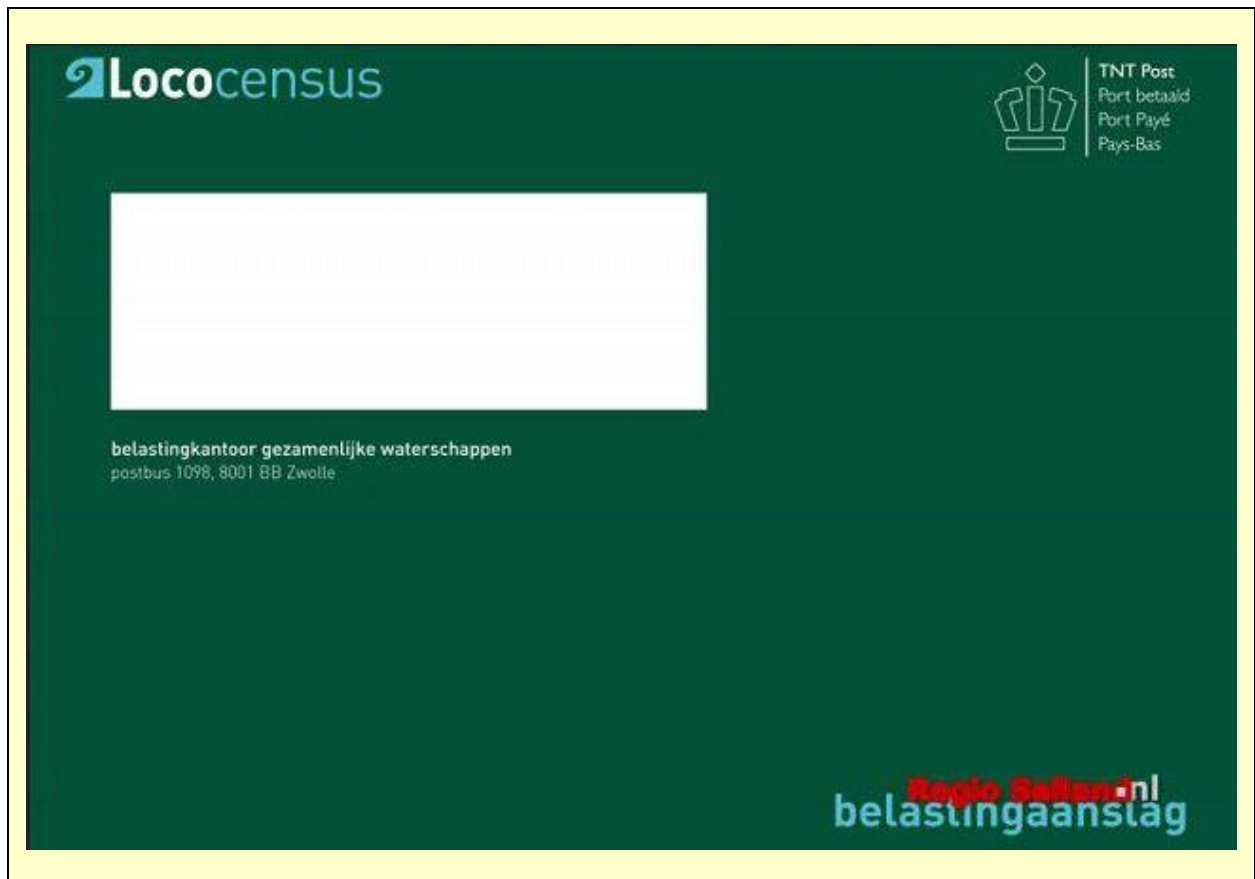 Lococensus
TNT Post
Port betaald
Port Payé
Pays-Bas
belastingkantoor gezamenlijke waterschappen
postbus 1098, 8001 BB Zwolle
Regio Salland.nl
belastingaanslag